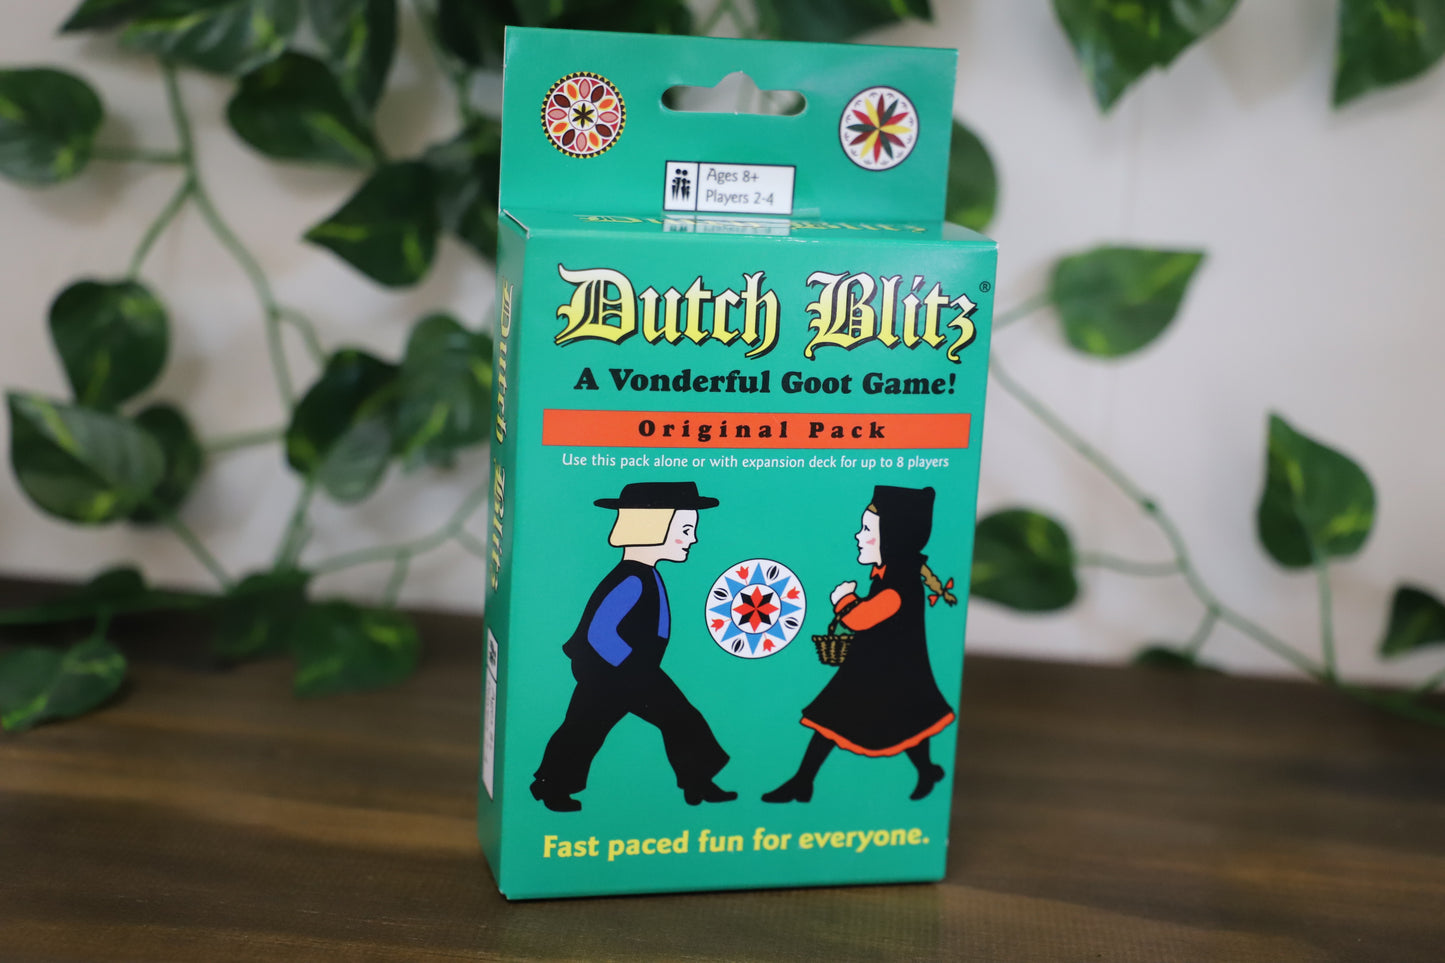 Ages 8+
Players 2-4
Dutch Blitz®
A Vonderful Goot Game!
Original Pack
Use this pack alone or with expansion deck for up to 8 players
Fast paced fun for everyone.
Dutch Blitz